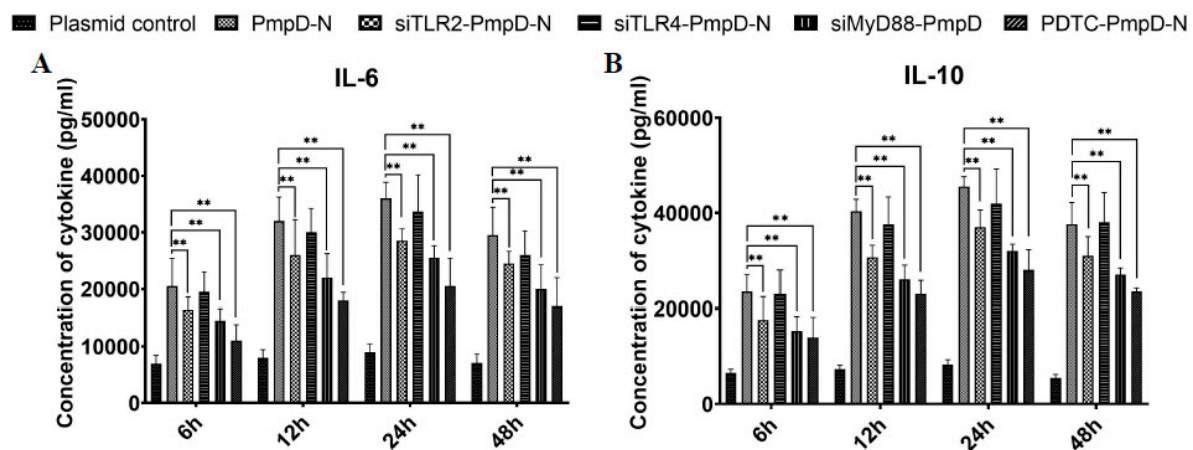 Plasmid control PmpD-N siTLR2-PmpD-N siTLR4-PmpD-N siMyD88-PmpD PDTC-PmpD-N
A
IL-6
Concentration of cytokine (pg/ml)
50000
40000
30000
20000
10000
0
** ** **
** ** **
** ** **
** ** **
6h 12h 24h 48h
B
IL-10
Concentration of cytokine (pg/ml)
60000
40000
20000
0
** ** **
** ** **
** ** **
** ** **
6h 12h 24h 48h